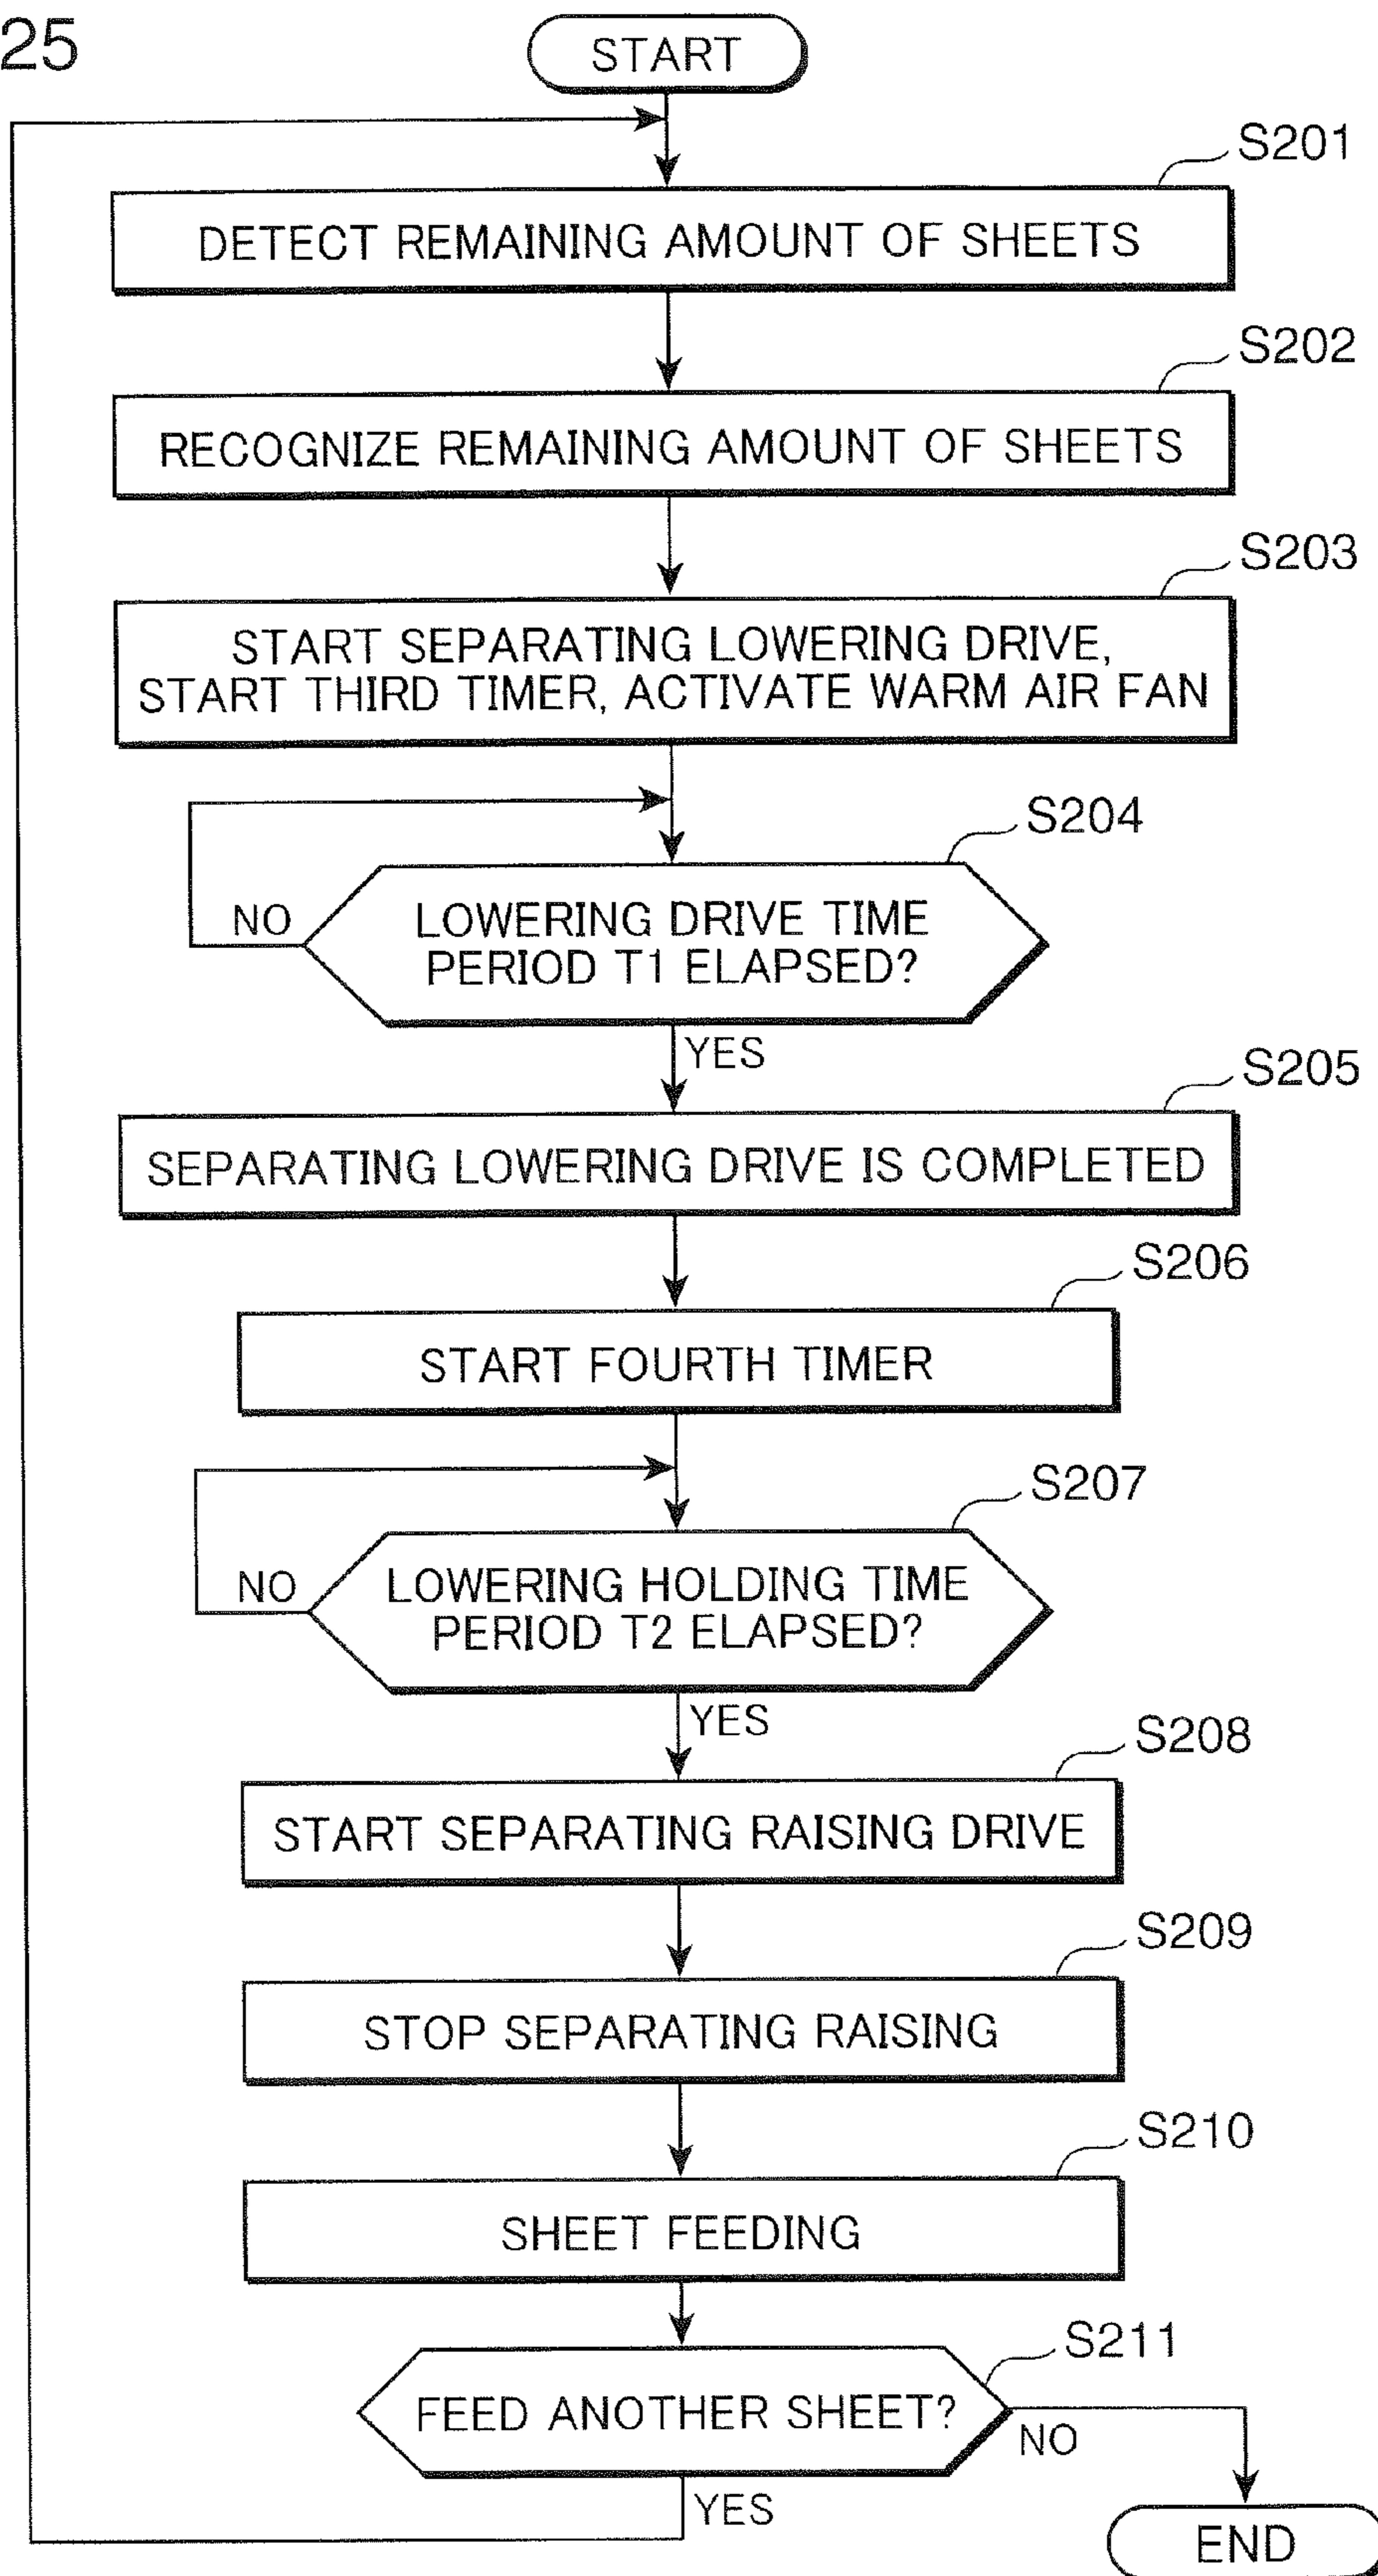 25
START
S201
DETECT REMAINING AMOUNT OF SHEETS
S202
RECOGNIZE REMAINING AMOUNT OF SHEETS
S203
START SEPARATING LOWERING DRIVE,
START THIRD TIMER, ACTIVATE WARM AIR FAN
S204
LOWERING DRIVE TIME
PERIOD T1 ELAPSED?
NO
YES
S205
SEPARATING LOWERING DRIVE IS COMPLETED
S206
START FOURTH TIMER
S207
LOWERING HOLDING TIME
PERIOD T2 ELAPSED?
NO
YES
S208
START SEPARATING RAISING DRIVE
S209
STOP SEPARATING RAISING
S210
SHEET FEEDING
S211
FEED ANOTHER SHEET?
NO
YES
END